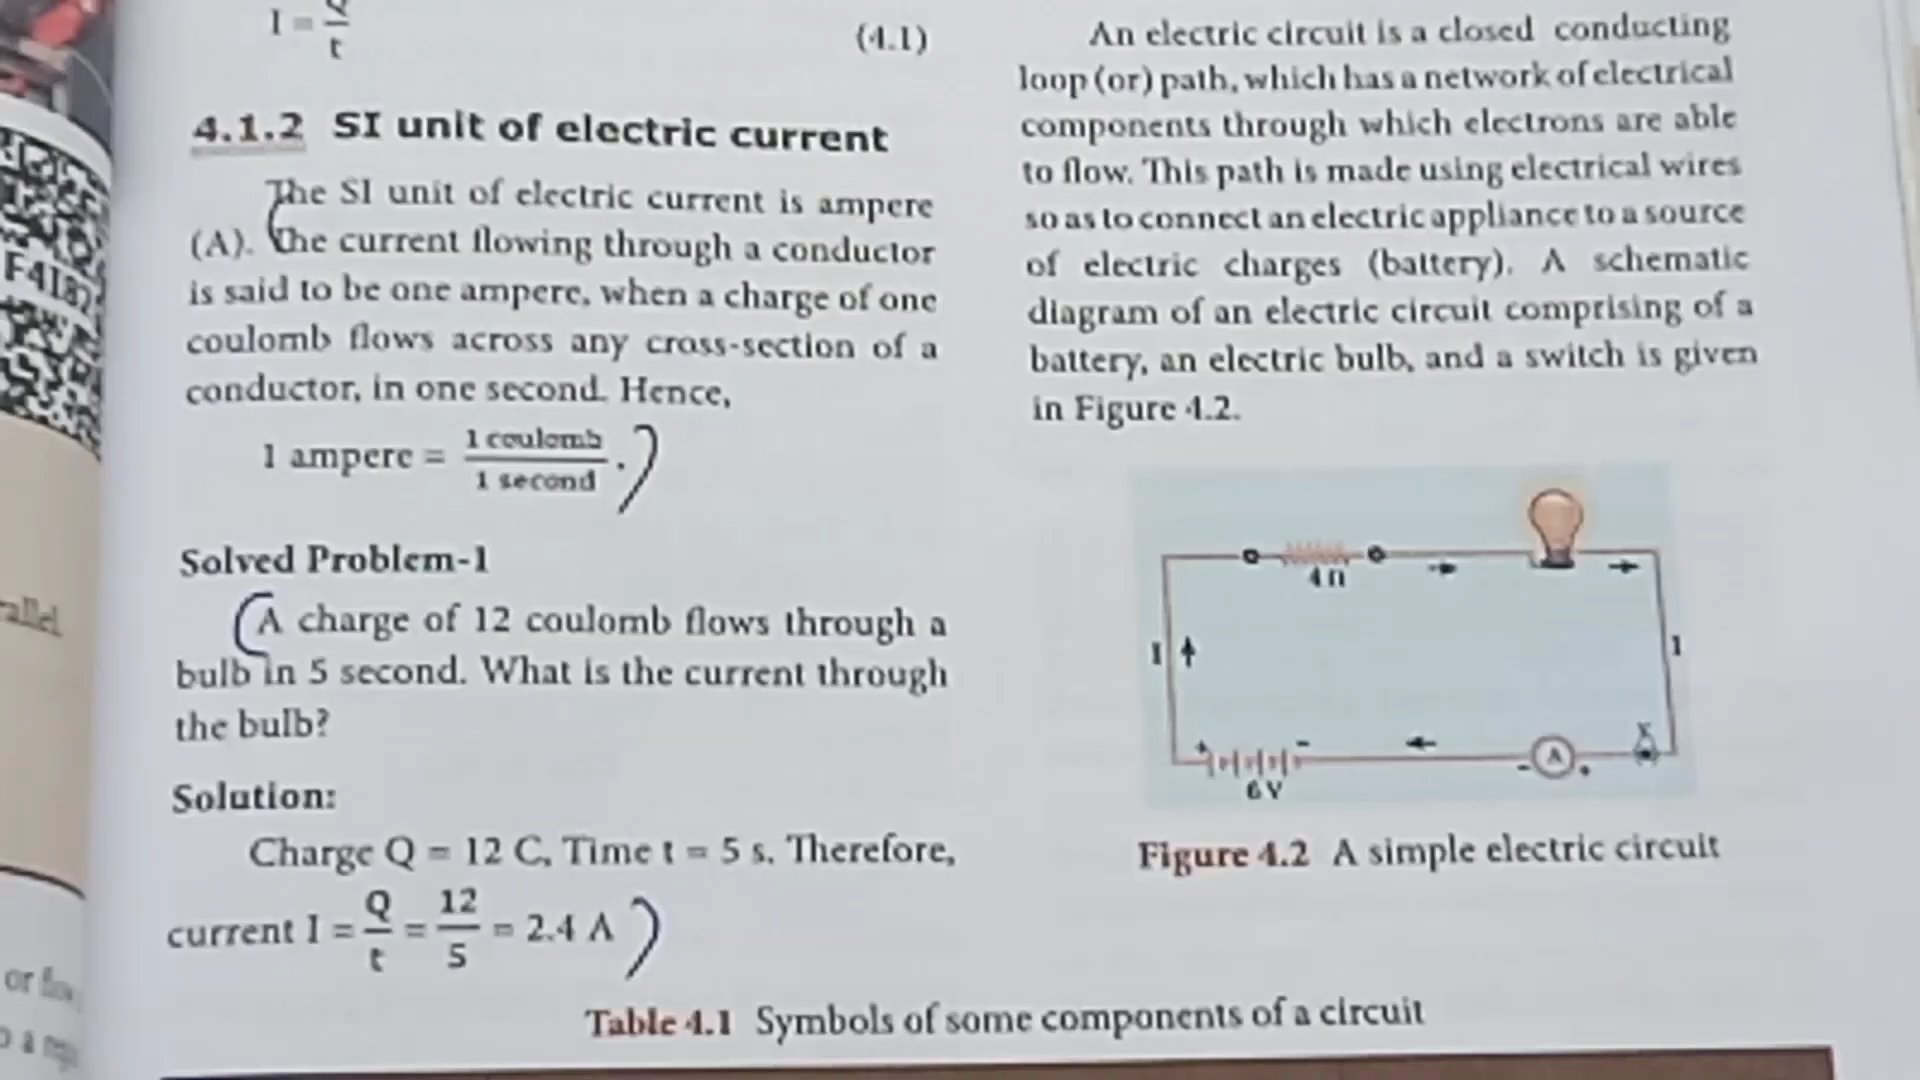 I = Q/t (4.1)
4.1.2 SI unit of electric current
The SI unit of electric current is ampere
(A). The current flowing through a conductor
is said to be one ampere, when a charge of one
coulomb flows across any cross-section of a
conductor, in one second. Hence,
1 ampere = 1 coulomb / 1 second .
Solved Problem-1
A charge of 12 coulomb flows through a
bulb in 5 second. What is the current through
the bulb?
Solution:
Charge Q = 12 C, Time t = 5 s. Therefore,
current I = Q/t = 12/5 = 2.4 A
An electric circuit is a closed conducting
loop (or) path, which has a network of electrical
components through which electrons are able
to flow. This path is made using electrical wires
so as to connect an electric appliance to a source
of electric charges (battery). A schematic
diagram of an electric circuit comprising of a
battery, an electric bulb, and a switch is given
in Figure 4.2.
4 Ω
I
I
+ -
6 V
- A +
K
Figure 4.2 A simple electric circuit
Table 4.1 Symbols of some components of a circuit
F4182
or flow